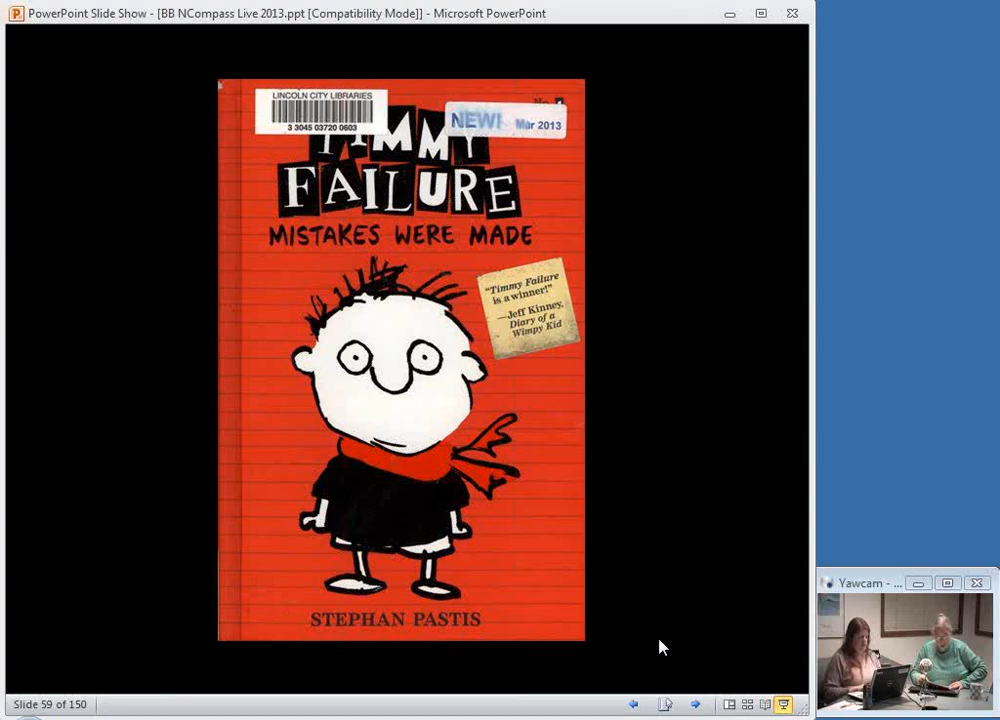 PowerPoint Slide Show - [BB NCompass Live 2013.ppt [Compatibility Mode]] - Microsoft PowerPoint
LINCOLN CITY LIBRARIES
3 3045 03720 0603
NEW! Mar 2013
No.
TIMMY
FAILURE
MISTAKES WERE MADE
"Timmy Failure
is a winner!"
—Jeff Kinney,
Diary of a
Wimpy Kid
STEPHAN PASTIS
Yawcam - ...
Slide 59 of 150